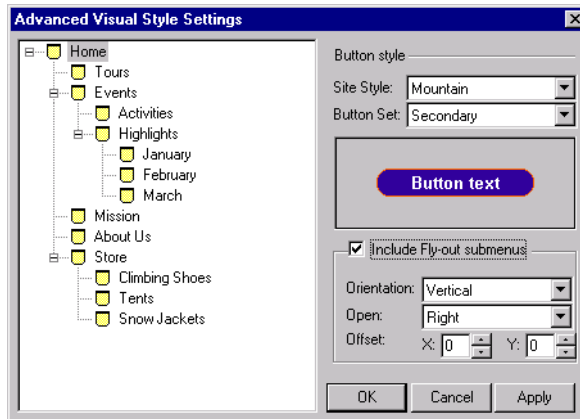 Advanced Visual Style Settings
Home
Tours
Events
Activities
Highlights
January
February
March
Mission
About Us
Store
Climbing Shoes
Tents
Snow Jackets
Button style
Site Style: Mountain
Button Set: Secondary
Button text
Include Fly-out submenus
Orientation: Vertical
Open: Right
Offset: X: 0 Y: 0
OK Cancel Apply